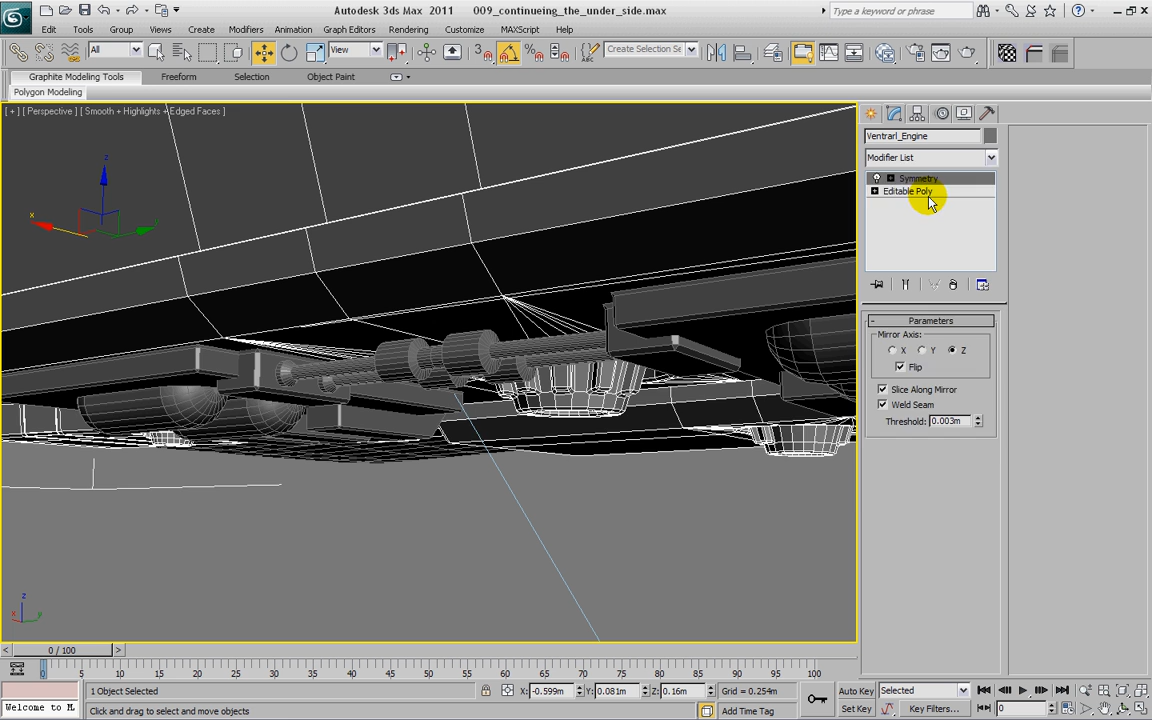 Autodesk 3ds Max 2011 009_continueing_the_under_side.max
Type a keyword or phrase
Edit Tools Group Views Create Modifiers Animation Graph Editors Rendering Customize MAXScript Help
All View 3 Create Selection Se
Graphite Modeling Tools Freeform Selection Object Paint
Polygon Modeling
[ + ] [ Perspective ] [ Smooth + Highlights + Edged Faces ]
Ventrarl_Engine
Modifier List
Symmetry
Editable Poly
Parameters
Mirror Axis:
X Y Z
Flip
Slice Along Mirror
Weld Seam
Threshold: 0.003m
z
x
y
z
x
y
0 / 100
0 5 10 15 20 25 30 35 40 45 50 55 60 65 70 75 80 85 90 95 100
1 Object Selected X: -0.599m Y: 0.081m Z: 0.16m Grid = 0.254m Auto Key Selected
Welcome to M Click and drag to select and move objects Add Time Tag Set Key Key Filters... 0